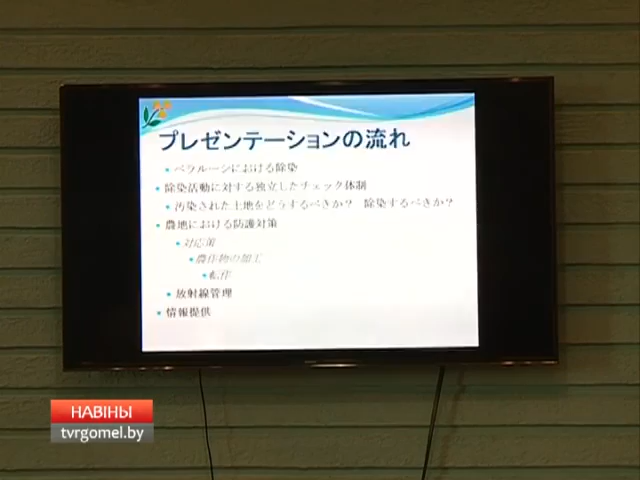 プレゼンテーションの流れ
ベラルーシにおける除染
除染活動に対する独立したチェック体制
汚染された土地をどうするべきか？ 除染するべきか？
農地における防護対策
対応策
農作物の加工
転作
放射線管理
情報提供
НАВІНЫ
tvrgomel.by